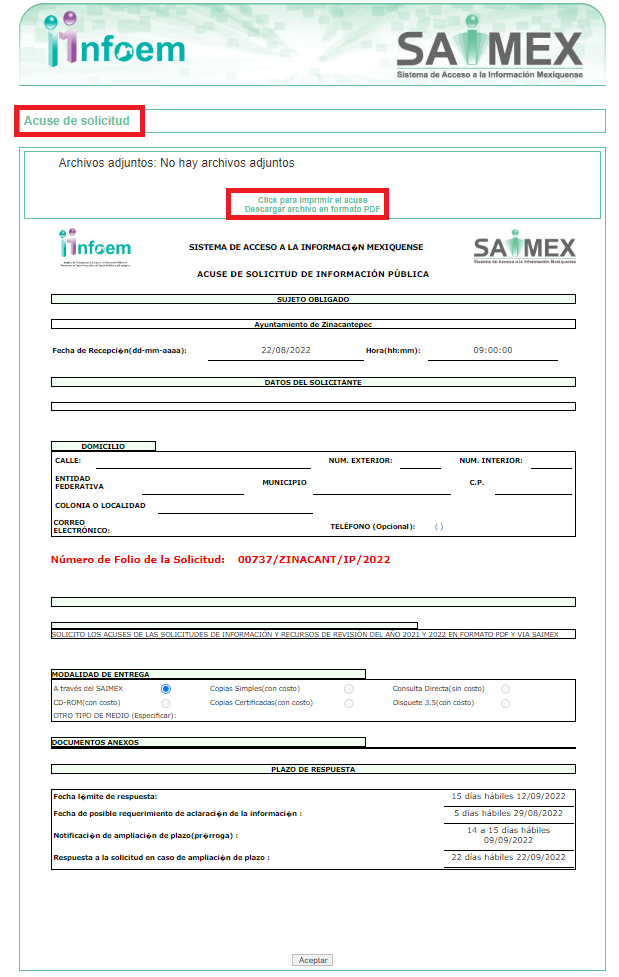 infoem
SAIMEX
Sistema de Acceso a la Información Mexiquense
Acuse de solicitud
Archivos adjuntos: No hay archivos adjuntos
Click para imprimir el acuse
Descargar archivo en formato PDF
infoem
SISTEMA DE ACCESO A LA INFORMACI�N MEXIQUENSE
SAIMEX
Sistema de Acceso a la Información Mexiquense
ACUSE DE SOLICITUD DE INFORMACIÓN PÚBLICA
SUJETO OBLIGADO
Ayuntamiento de Zinacantepec
Fecha de Recepci�n(dd-mm-aaaa): 22/08/2022 Hora(hh:mm): 09:00:00
DATOS DEL SOLICITANTE
DOMICILIO
CALLE: NUM. EXTERIOR: NUM. INTERIOR:
ENTIDAD
FEDERATIVA MUNICIPIO C.P.
COLONIA O LOCALIDAD
CORREO
ELECTRÓNICO: TELÉFONO (Opcional): ( )
Número de Folio de la Solicitud: 00737/ZINACANT/IP/2022
SOLICITO LOS ACUSES DE LAS SOLICITUDES DE INFORMACIÓN Y RECURSOS DE REVISIÓN DEL AÑO 2021 Y 2022 EN FORMATO PDF Y VIA SAIMEX
MODALIDAD DE ENTREGA
A través del SAIMEX Copias Simples(con costo) Consulta Directa(sin costo)
CD-ROM(con costo) Copias Certificadas(con costo) Disquete 3.5(con costo)
OTRO TIPO DE MEDIO (Especificar):
DOCUMENTOS ANEXOS
PLAZO DE RESPUESTA
Fecha l�mite de respuesta: 15 días hábiles 12/09/2022
Fecha de posible requerimiento de aclaraci�n de la información : 5 días hábiles 29/08/2022
Notificaci�n de ampliaci�n de plazo(pr�rroga) : 14 a 15 días hábiles
09/09/2022
Respuesta a la solicitud en caso de ampliaci�n de plazo : 22 días hábiles 22/09/2022
Aceptar